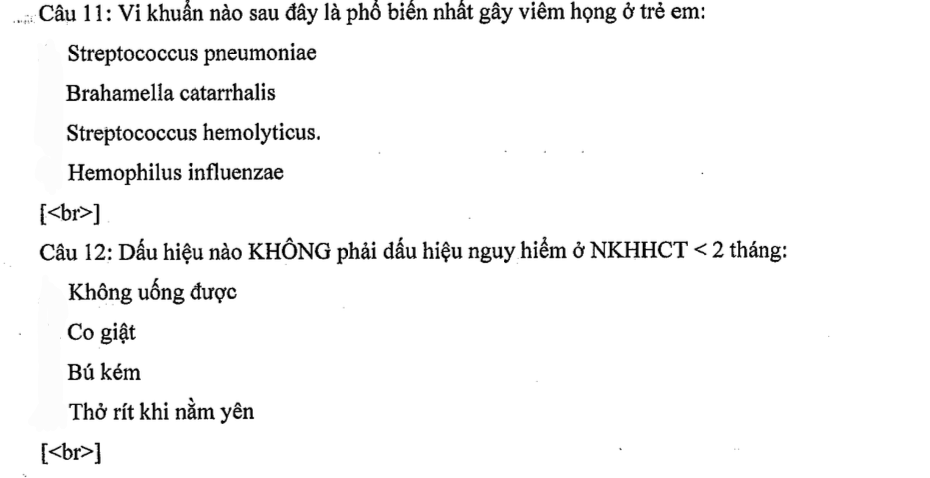 Câu 11: Vi khuẩn nào sau đây là phổ biến nhất gây viêm họng ở trẻ em:
Streptococcus pneumoniae
Brahamella catarrhalis
Streptococcus hemolyticus.
Hemophilus influenzae
[<br>]
Câu 12: Dấu hiệu nào KHÔNG phải dấu hiệu nguy hiểm ở NKHHCT < 2 tháng:
Không uống được
Co giật
Bú kém
Thở rít khi nằm yên
[<br>]